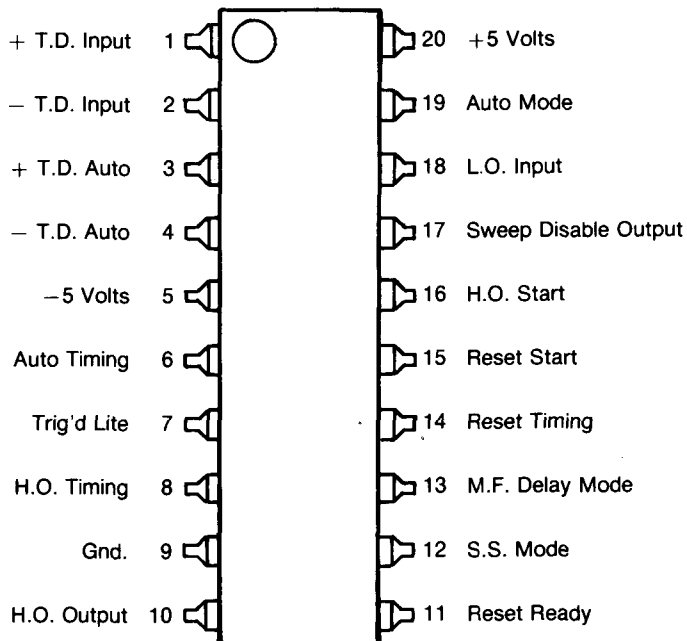 + T.D. Input 1 20 +5 Volts
− T.D. Input 2 19 Auto Mode
+ T.D. Auto 3 18 L.O. Input
− T.D. Auto 4 17 Sweep Disable Output
−5 Volts 5 16 H.O. Start
Auto Timing 6 15 Reset Start
Trig'd Lite 7 14 Reset Timing
H.O. Timing 8 13 M.F. Delay Mode
Gnd. 9 12 S.S. Mode
H.O. Output 10 11 Reset Ready